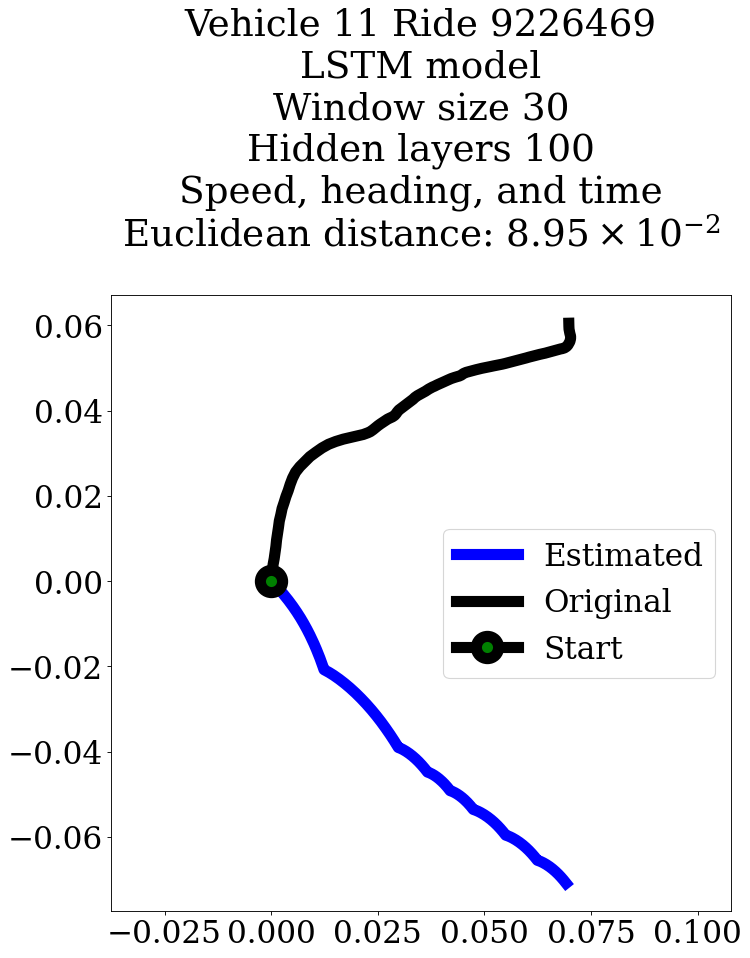 Vehicle 11 Ride 9226469
LSTM model
Window size 30
Hidden layers 100
Speed, heading, and time
Euclidean distance: 8.95 × 10⁻²
0.06
0.04
0.02
0.00
−0.02
−0.04
−0.06
Estimated
Original
Start
−0.025 0.000 0.025 0.050 0.075 0.100